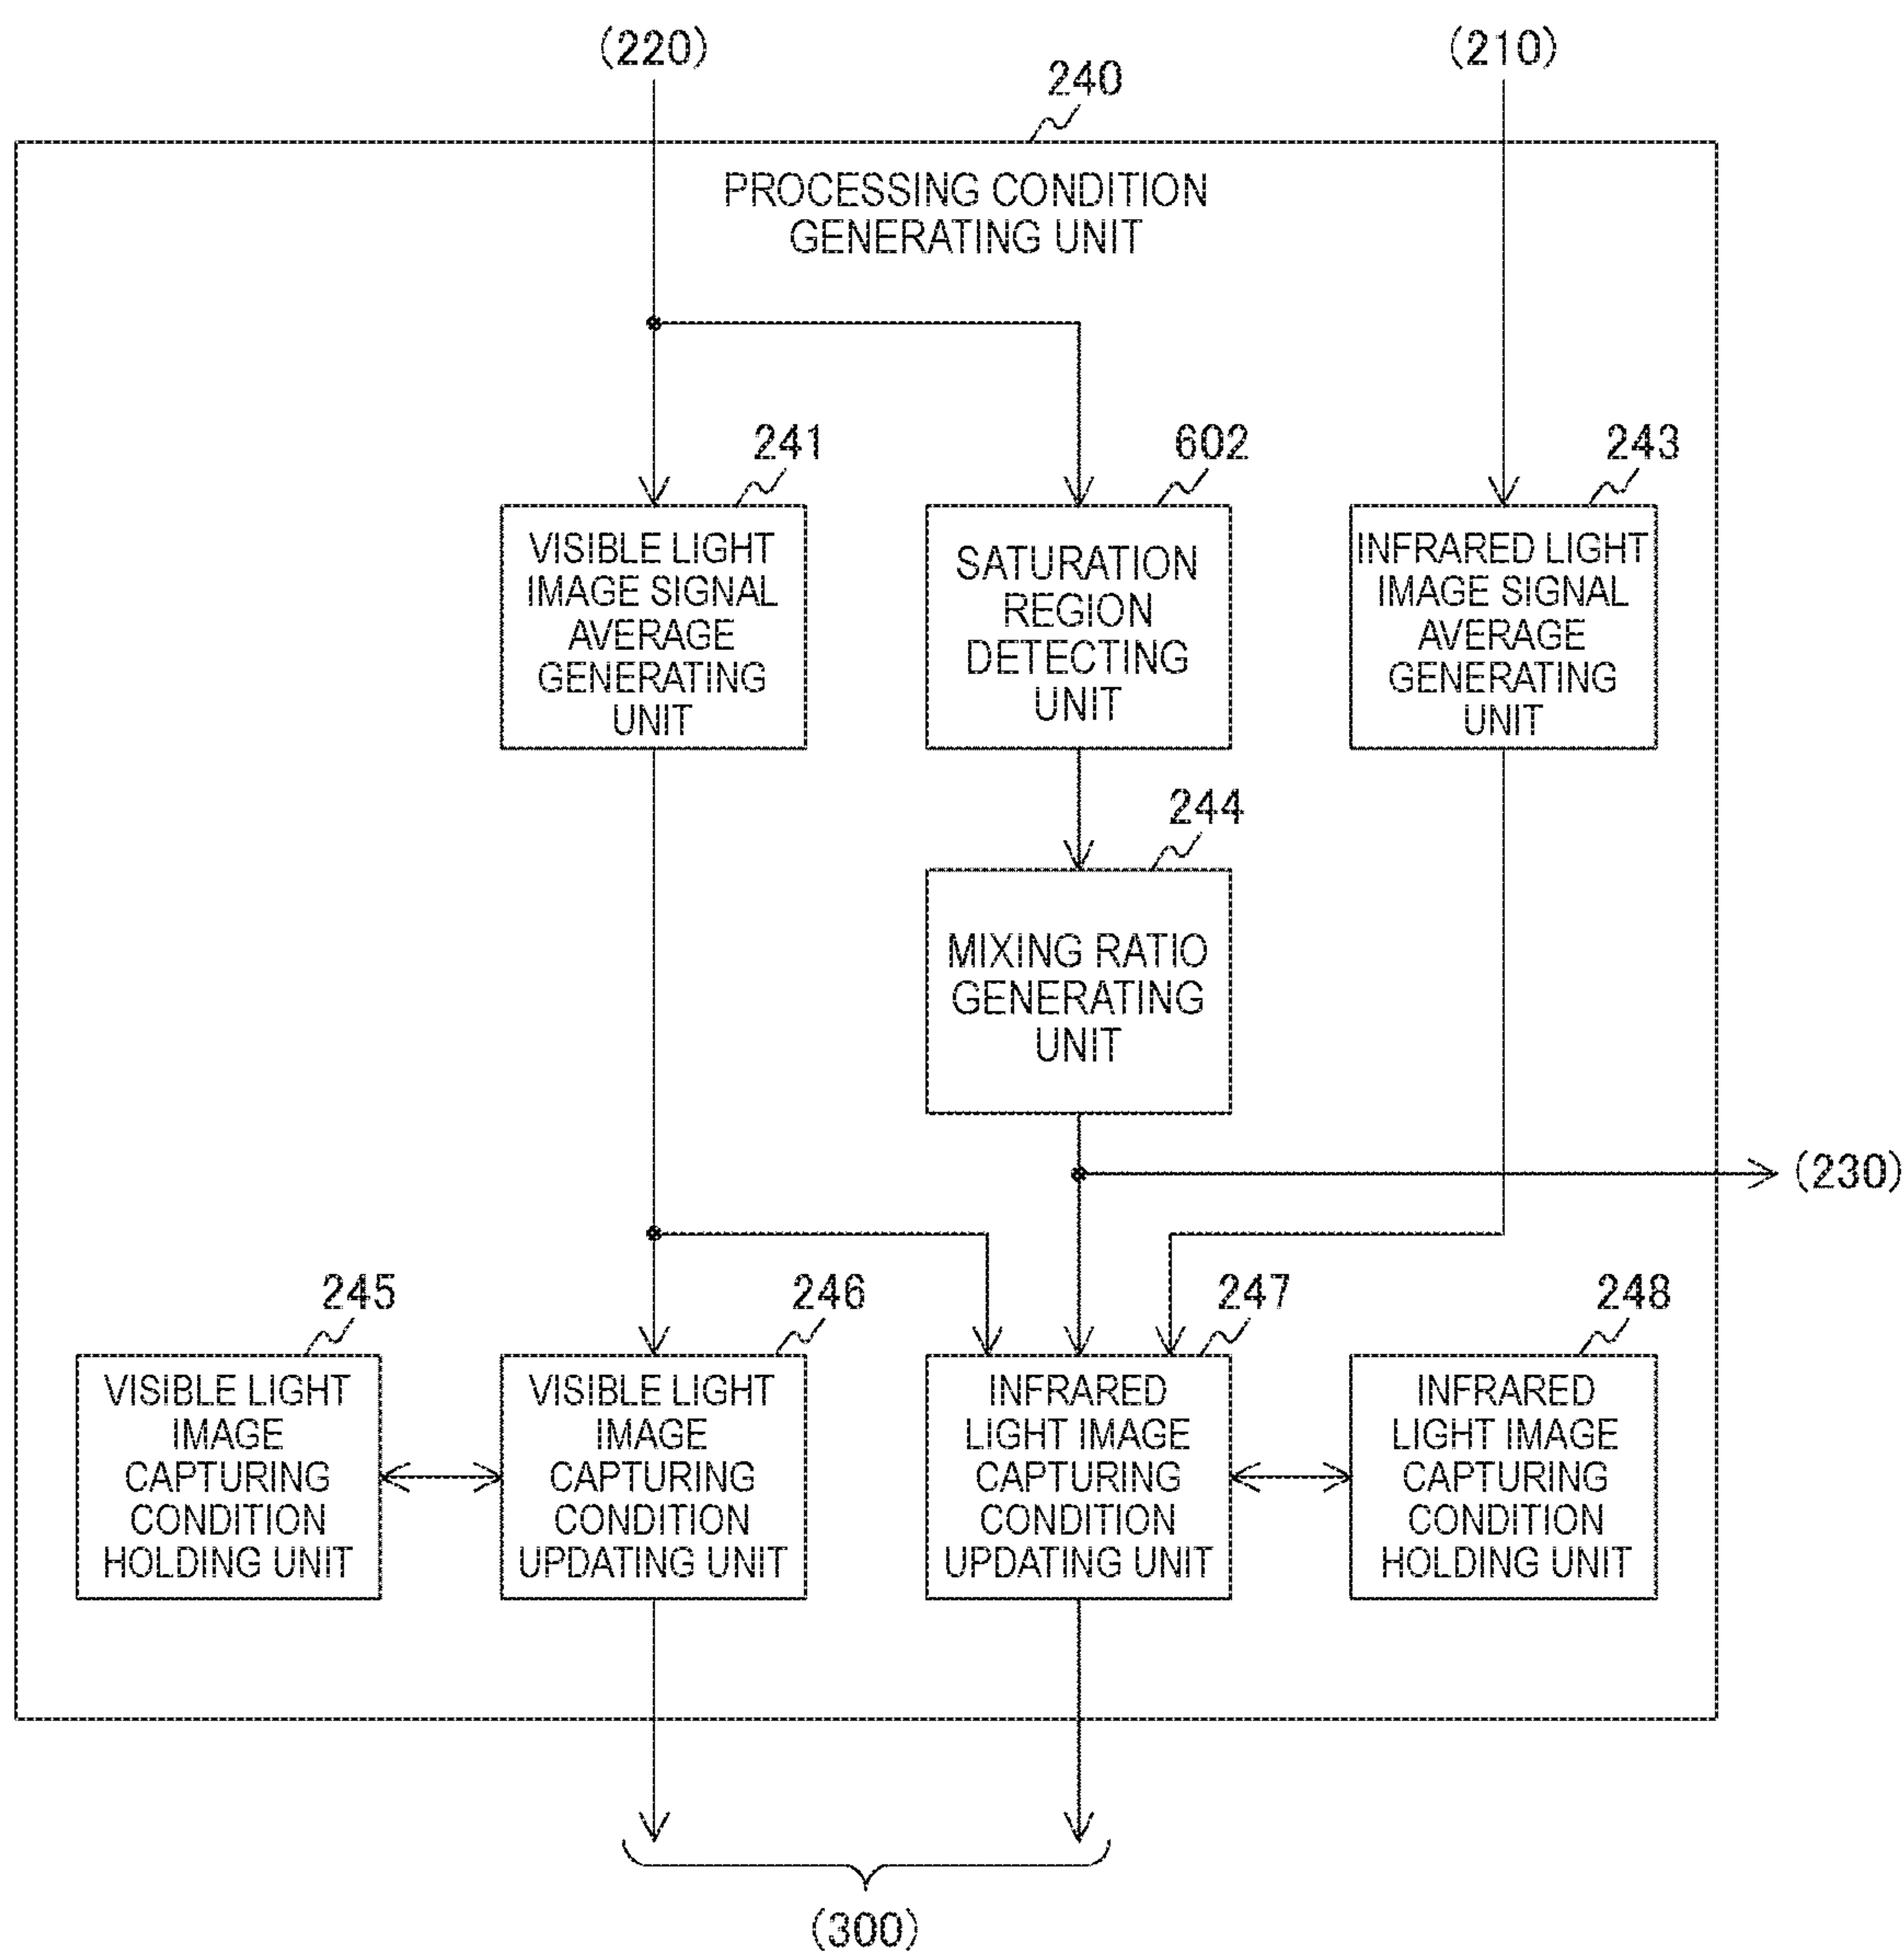 (220)
(210)
240
PROCESSING CONDITION
GENERATING UNIT
241
602
243
VISIBLE LIGHT
IMAGE SIGNAL
AVERAGE
GENERATING
UNIT
SATURATION
REGION
DETECTING
UNIT
INFRARED LIGHT
IMAGE SIGNAL
AVERAGE
GENERATING
UNIT
244
MIXING RATIO
GENERATING
UNIT
(230)
245
246
247
248
VISIBLE LIGHT
IMAGE
CAPTURING
CONDITION
HOLDING UNIT
VISIBLE LIGHT
IMAGE
CAPTURING
CONDITION
UPDATING UNIT
INFRARED
LIGHT IMAGE
CAPTURING
CONDITION
UPDATING UNIT
INFRARED
LIGHT IMAGE
CAPTURING
CONDITION
HOLDING UNIT
(300)